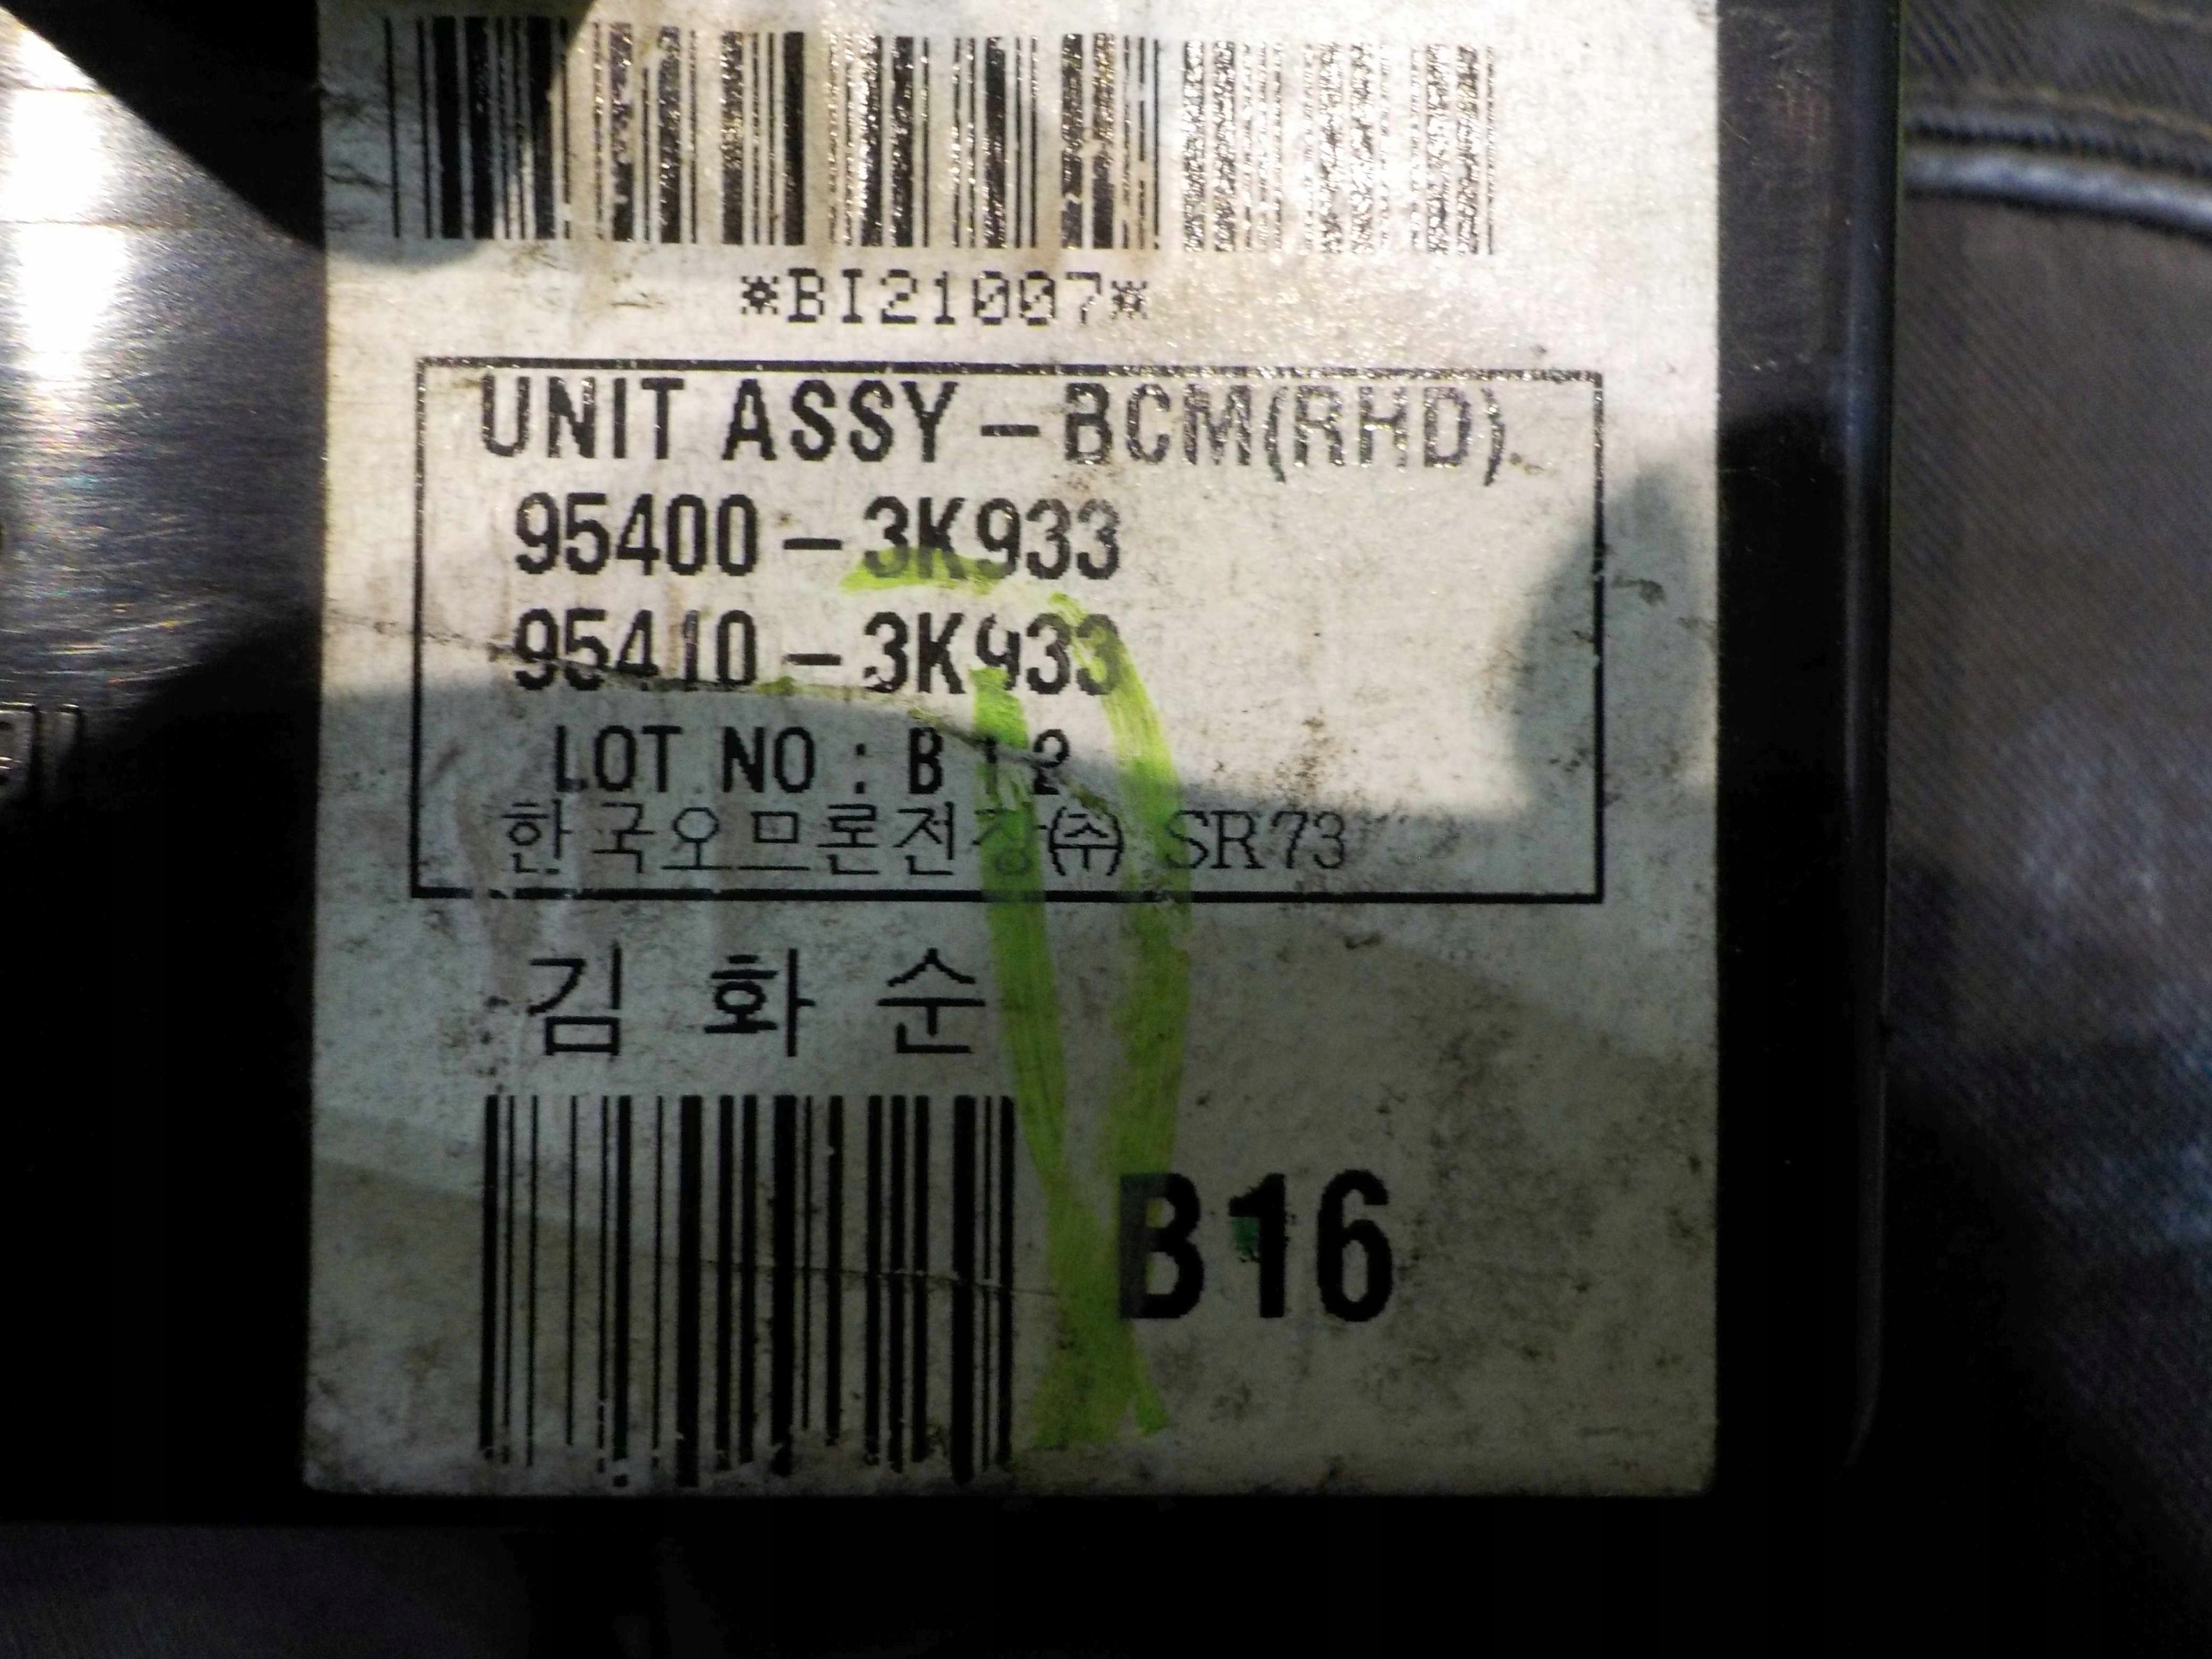 *BI21007*
UNIT ASSY - BCM(RHD).
95400 - 3K933
95410 - 3K933
LOT NO : B12
한국오므론전장(주) SR73
김 화 순
B16